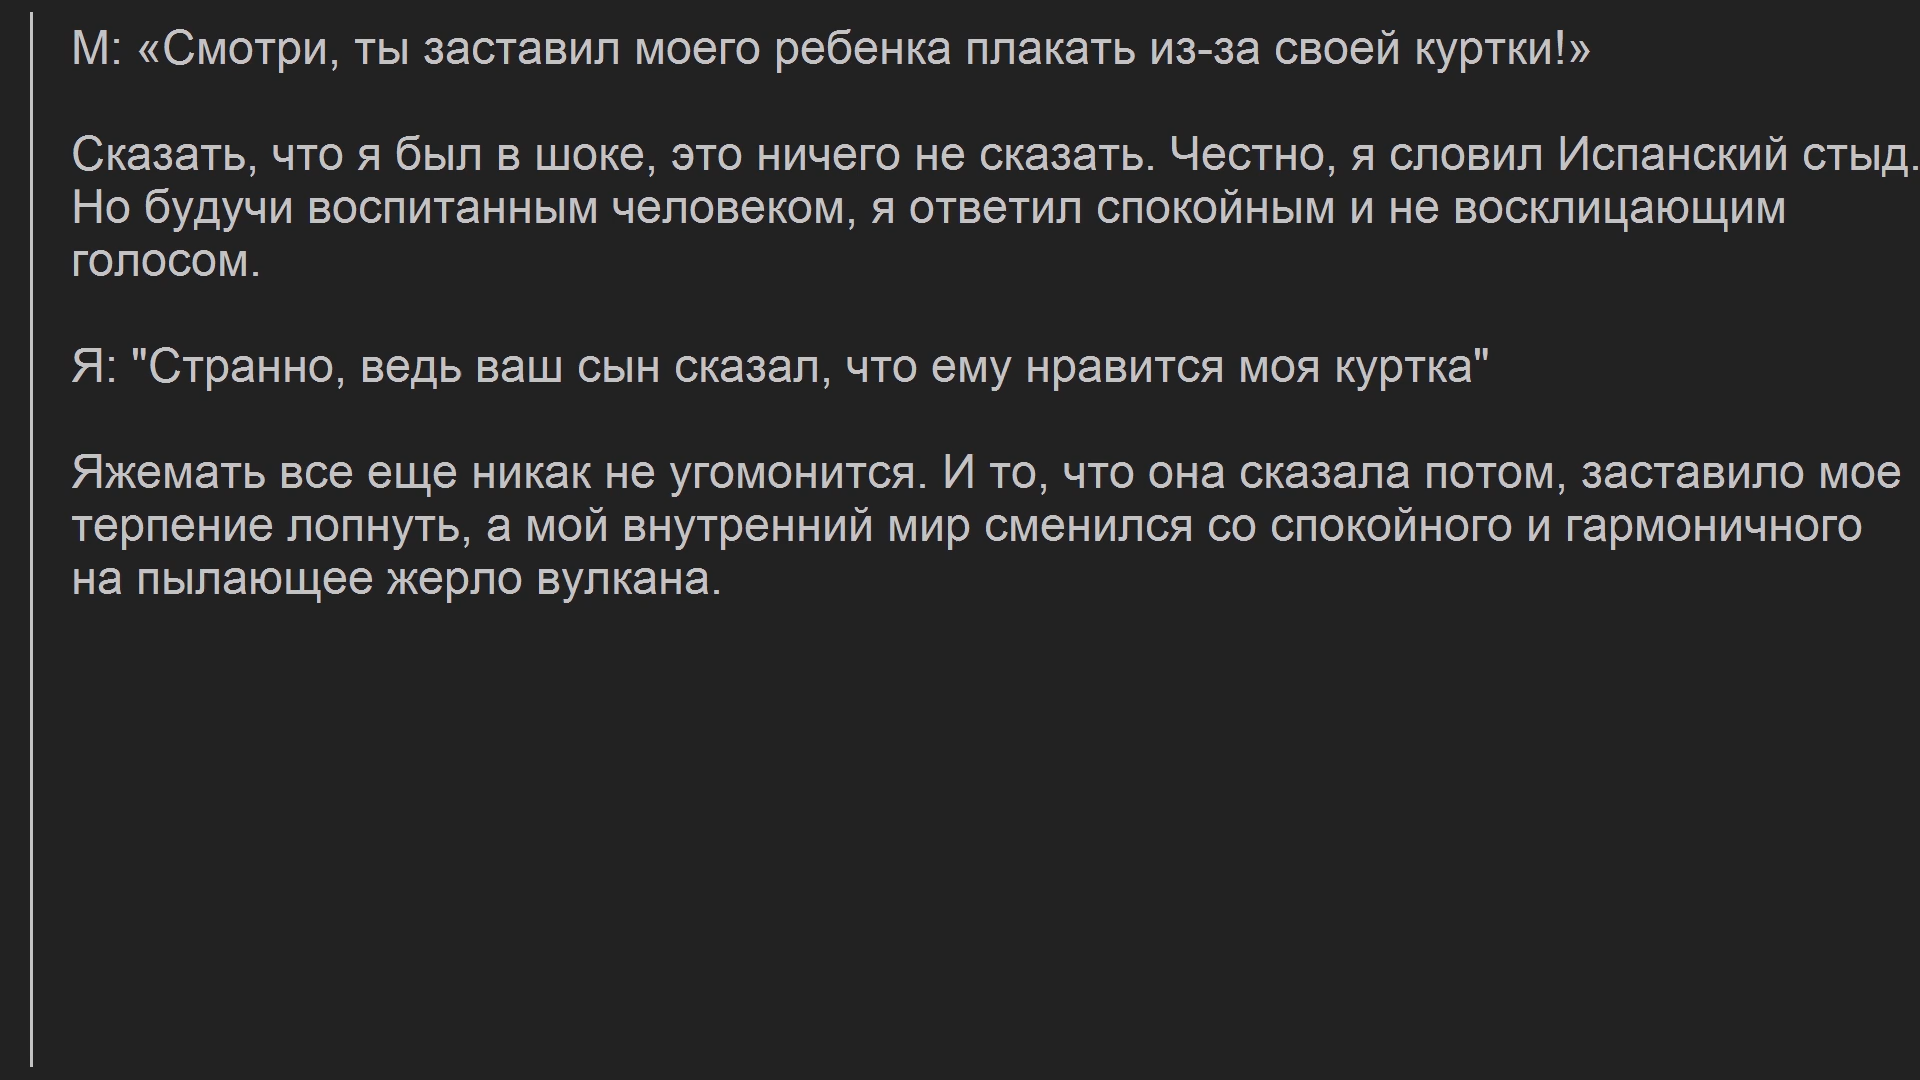 М: «Смотри, ты заставил моего ребенка плакать из-за своей куртки!»
Сказать, что я был в шоке, это ничего не сказать. Честно, я словил Испанский стыд.
Но будучи воспитанным человеком, я ответил спокойным и не восклицающим
голосом.
Я: "Странно, ведь ваш сын сказал, что ему нравится моя куртка"
Яжемать все еще никак не угомонится. И то, что она сказала потом, заставило мое
терпение лопнуть, а мой внутренний мир сменился со спокойного и гармоничного
на пылающее жерло вулкана.